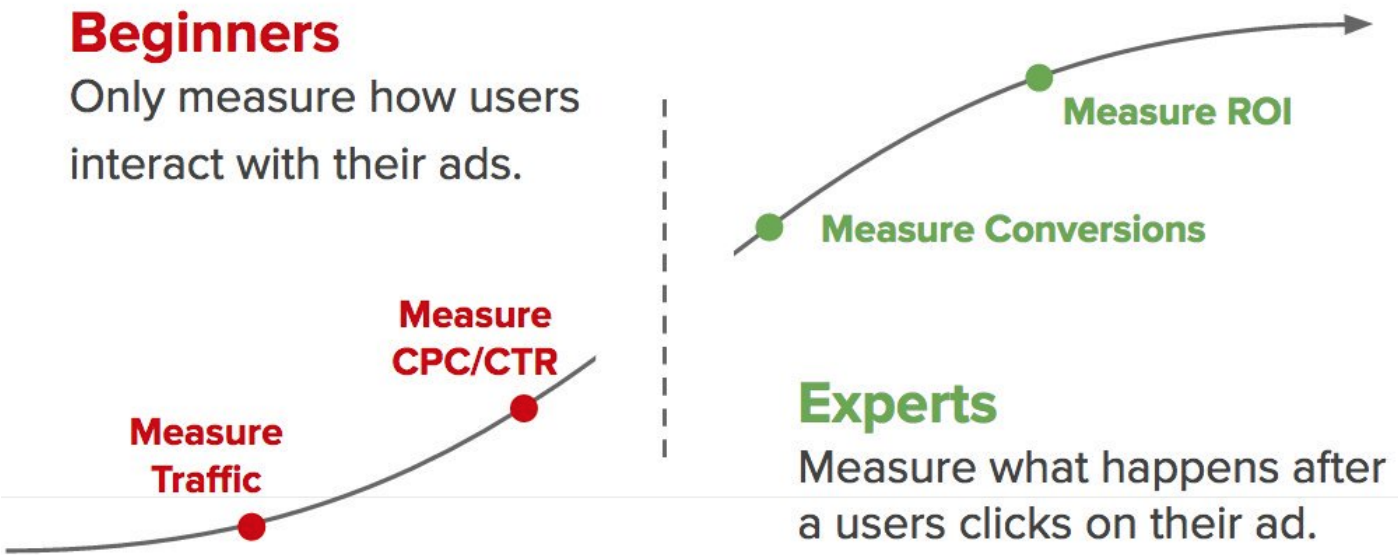 Beginners
Only measure how users
interact with their ads.
Measure
Traffic
Measure
CPC/CTR
Measure ROI
Measure Conversions
Experts
Measure what happens after
a users clicks on their ad.